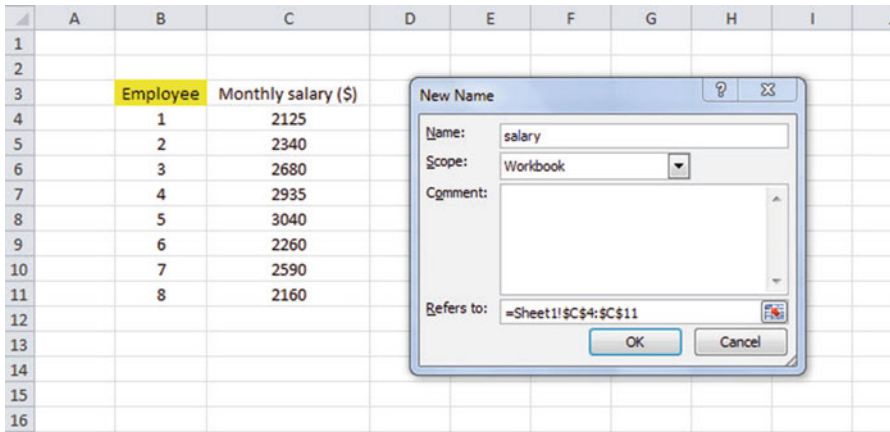 A B C D E F G H I
1
2
3 Employee Monthly salary ($)
4 1 2125
5 2 2340
6 3 2680
7 4 2935
8 5 3040
9 6 2260
10 7 2590
11 8 2160
12
13
14
15
16
New Name
Name: salary
Scope: Workbook
Comment:
Refers to: =Sheet1!$C$4:$C$11
OK Cancel